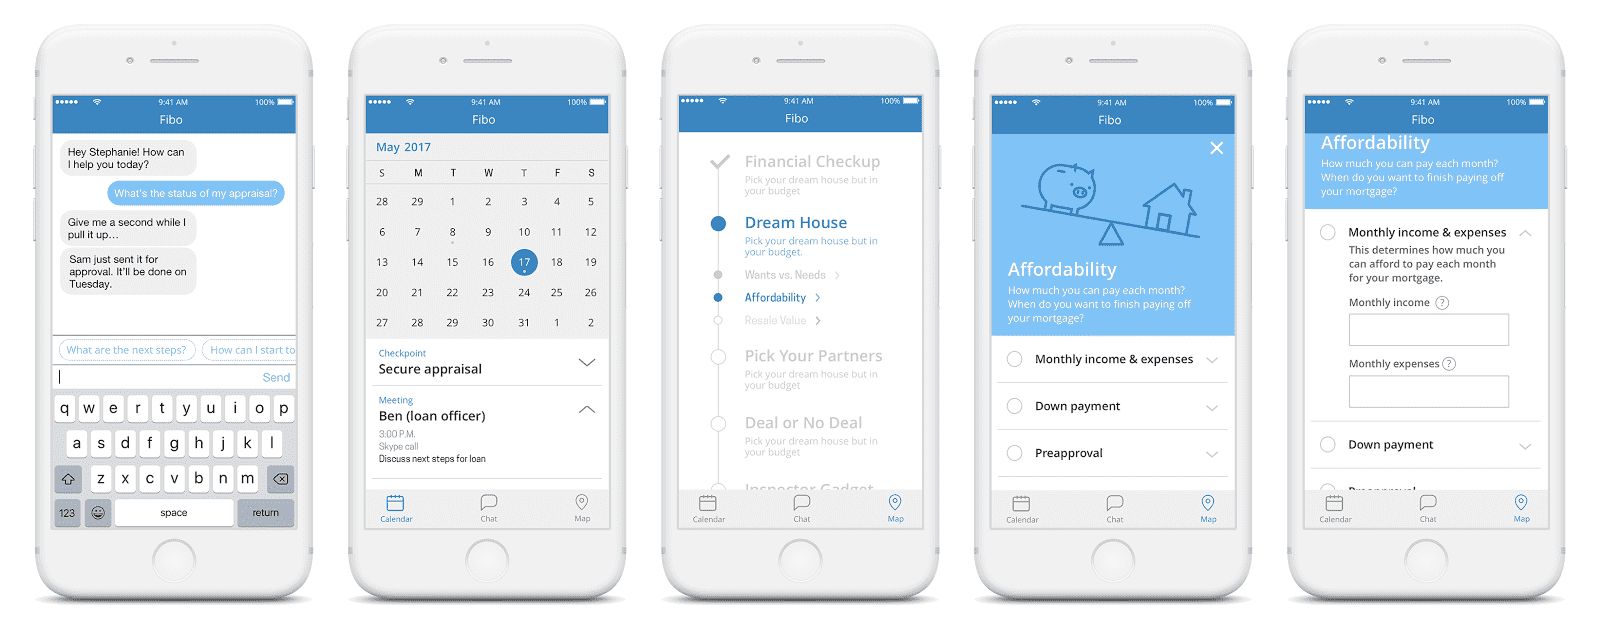 9:41 AM
100%
Fibo
Hey Stephanie! How can
I help you today?
What's the status of my appraisal?
Give me a second while I
pull it up...
Sam just sent it for
approval. It'll be done on
Tuesday.
What are the next steps?
How can I start to
Send
q w e r t y u i o p
a s d f g h j k l
z x c v b n m
123
space
return
9:41 AM
100%
Fibo
May 2017
S M T W T F S
28 29 1 2 3 4 5
6 7 8 9 10 11 12
13 14 15 16 17 18 19
20 21 22 23 24 25 26
27 28 29 30 31 1 2
Checkpoint
Secure appraisal
Meeting
Ben (loan officer)
3:00 P.M.
Skype call
Discuss next steps for loan
Calendar
Chat
Map
9:41 AM
100%
Fibo
Financial Checkup
Pick your dream house but in
your budget
Dream House
Pick your dream house but in
your budget.
Wants vs. Needs
Affordability
Resale Value
Pick Your Partners
Pick your dream house but in
your budget
Deal or No Deal
Pick your dream house but in
your budget
Inspector Gadget
Calendar
Chat
Map
9:41 AM
100%
Fibo
Affordability
How much you can pay each month?
When do you want to finish paying off
your mortgage?
Monthly income & expenses
Down payment
Preapproval
Calendar
Chat
Map
9:41 AM
100%
Fibo
Affordability
How much you can pay each month?
When do you want to finish paying off
your mortgage?
Monthly income & expenses
This determines how much you
can afford to pay each month
for your mortgage.
Monthly income ?
Monthly expenses ?
Down payment
Preapproval
Calendar
Chat
Map